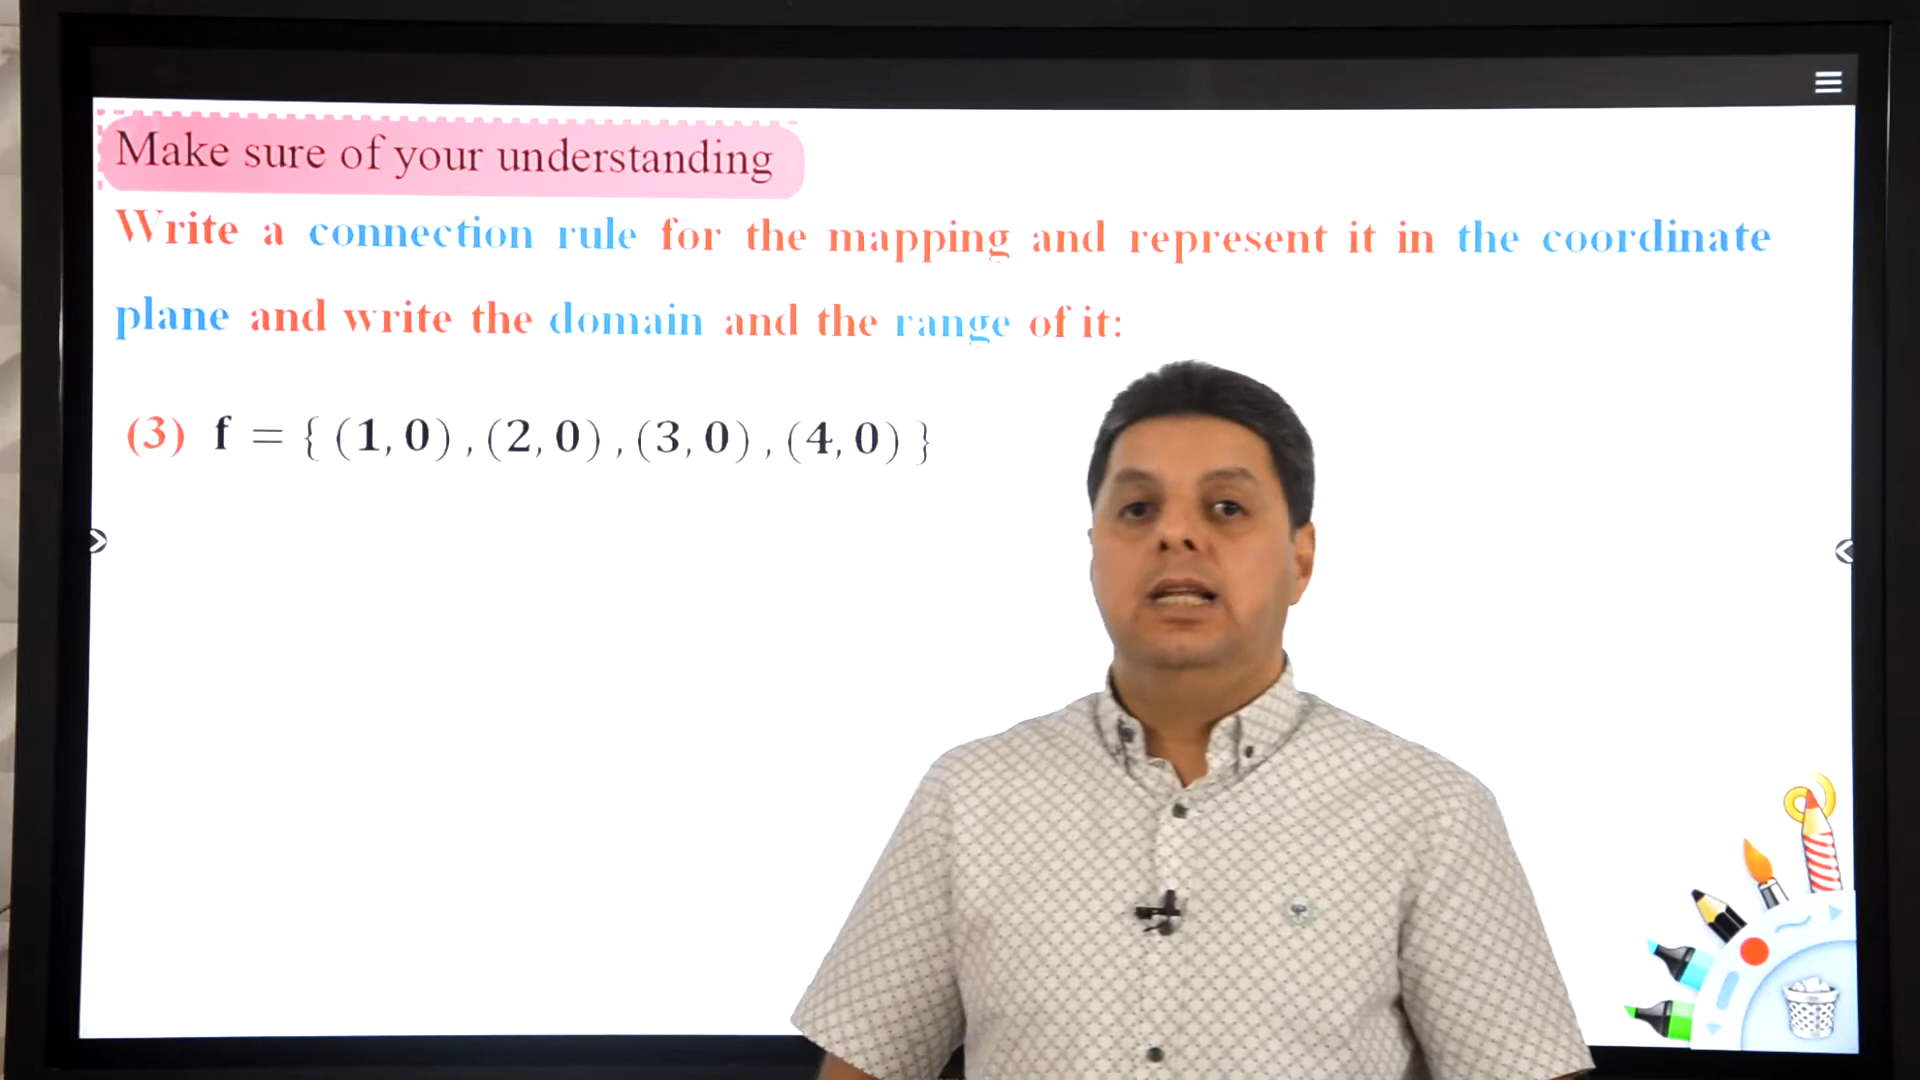 Make sure of your understanding
Write a connection rule for the mapping and represent it in the coordinate
plane and write the domain and the range of it:
(3) f = { (1, 0) , (2, 0) , (3, 0) , (4, 0) }